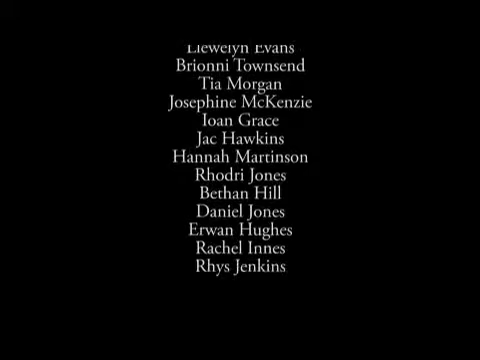 Llewelyn Evans
Brionni Townsend
Tia Morgan
Josephine McKenzie
Ioan Grace
Jac Hawkins
Hannah Martinson
Rhodri Jones
Bethan Hill
Daniel Jones
Erwan Hughes
Rachel Innes
Rhys Jenkins